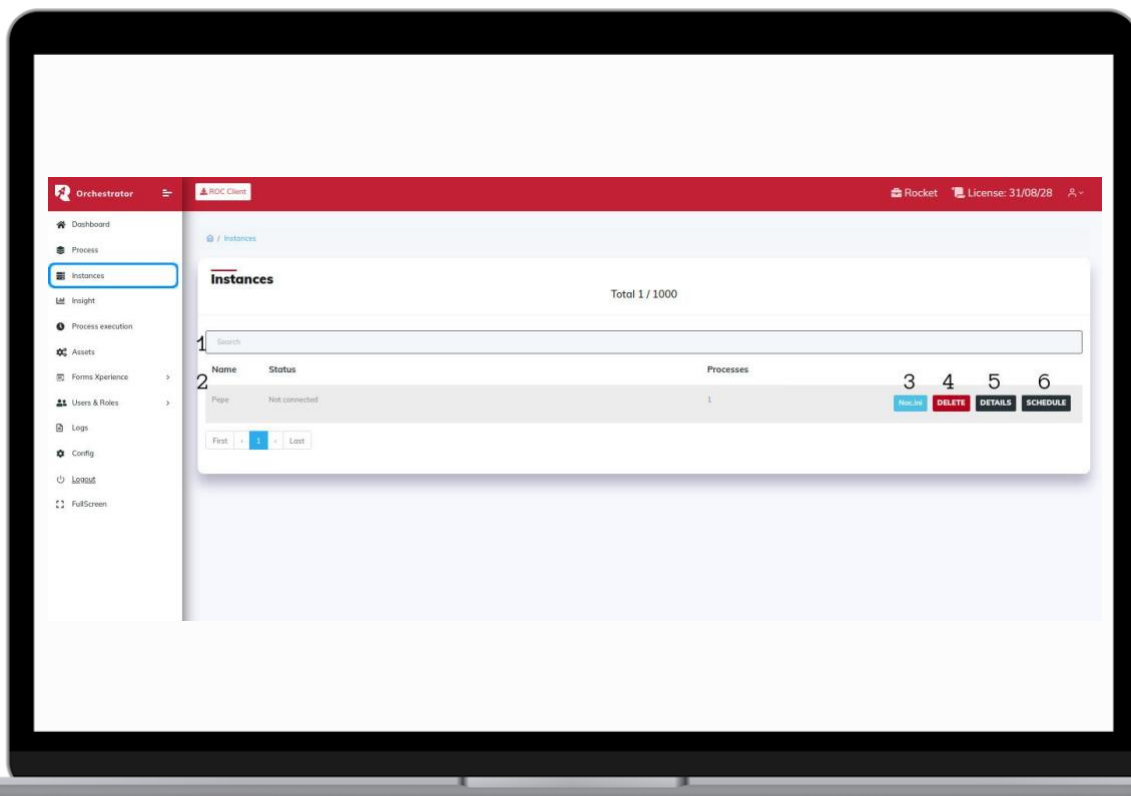 Orchestrator
ROC Client
Rocket License: 31/08/28
Dashboard
Process
Instances
Insight
Process execution
Assets
Forms Xperience
Users & Roles
Logs
Config
Logout
FullScreen
/ Instances
Instances
Total 1 / 1000
1 Search
Name Status Processes
2 3 4 5 6
Pepe Not connected 1 Noc.ini DELETE DETAILS SCHEDULE
First < 1 < Last